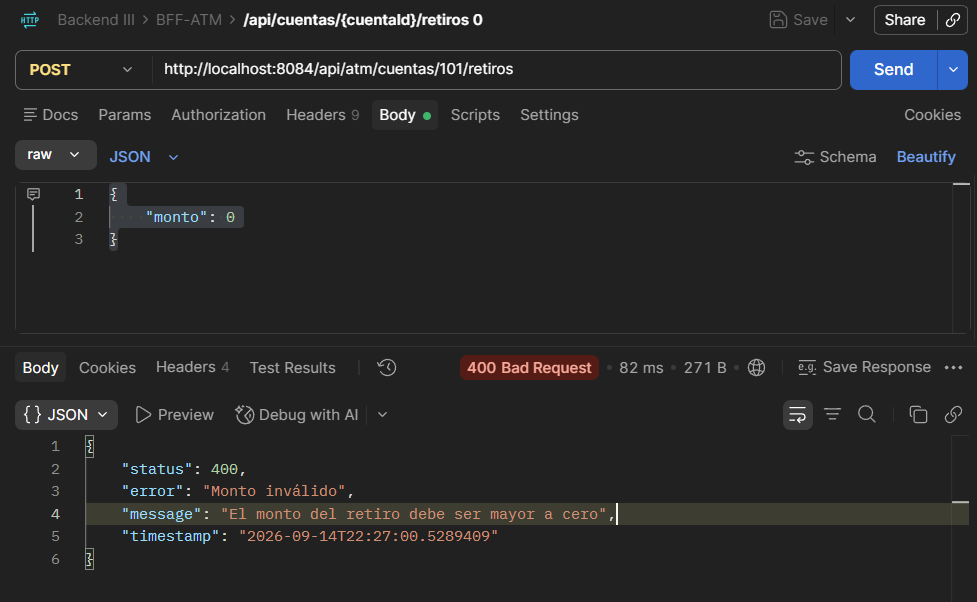 HTTP Backend III > BFF-ATM > /api/cuentas/{cuentaId}/retiros 0 Save Share
POST http://localhost:8084/api/atm/cuentas/101/retiros Send
Docs Params Authorization Headers 9 Body Scripts Settings Cookies
raw JSON Schema Beautify
1 {
2 "monto": 0
3 }
Body Cookies Headers 4 Test Results 400 Bad Request • 82 ms • 271 B • e.g. Save Response
{} JSON Preview Debug with AI
1 {
2 "status": 400,
3 "error": "Monto inválido",
4 "message": "El monto del retiro debe ser mayor a cero",
5 "timestamp": "2026-09-14T22:27:00.5289409"
6 }